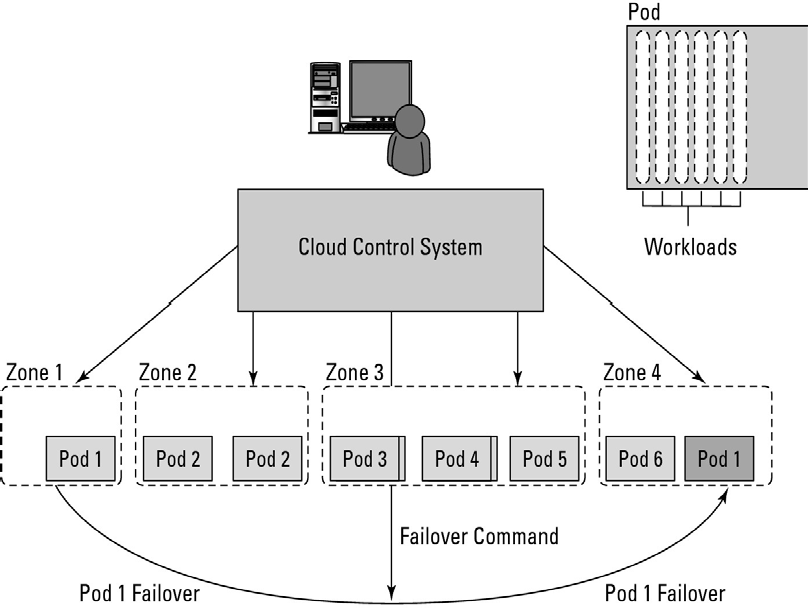 Pod
Workloads
Cloud Control System
Zone 1
Zone 2
Zone 3
Zone 4
Pod 1
Pod 2
Pod 2
Pod 3
Pod 4
Pod 5
Pod 6
Pod 1
Failover Command
Pod 1 Failover
Pod 1 Failover